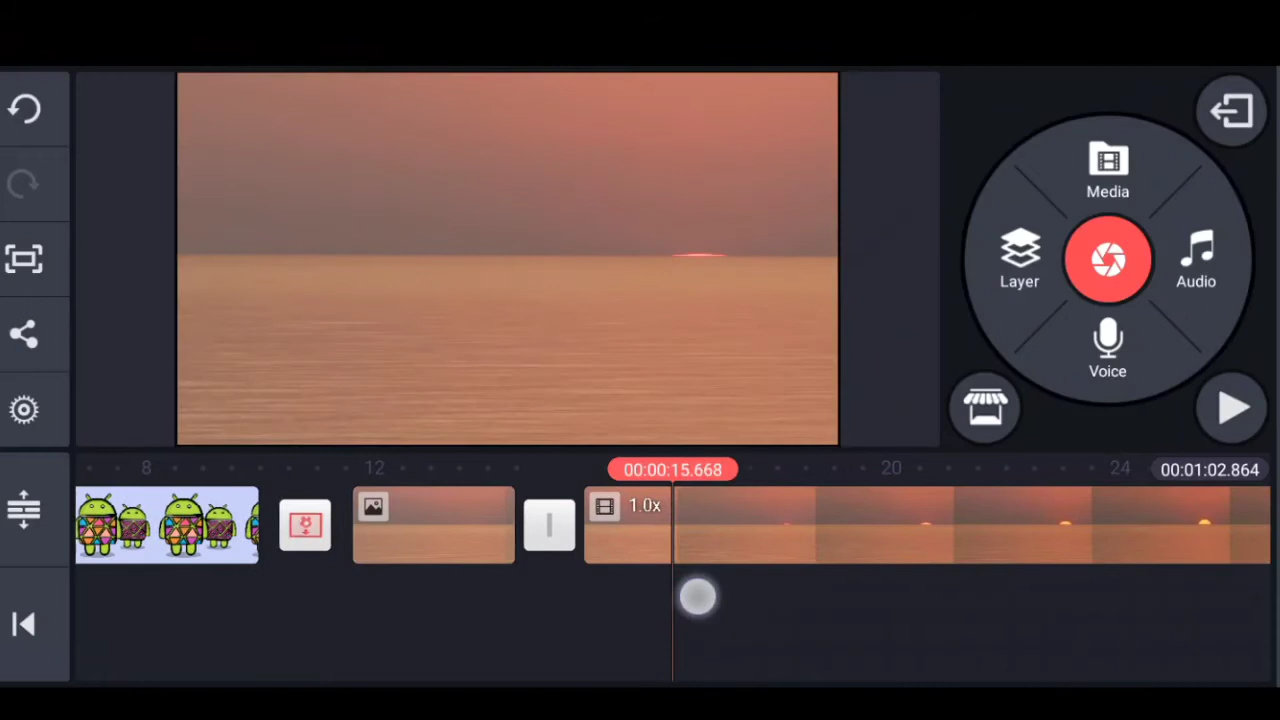 Media
Layer
Audio
Voice
8
12
00:00:15.668
20
24
00:01:02.864
1.0x